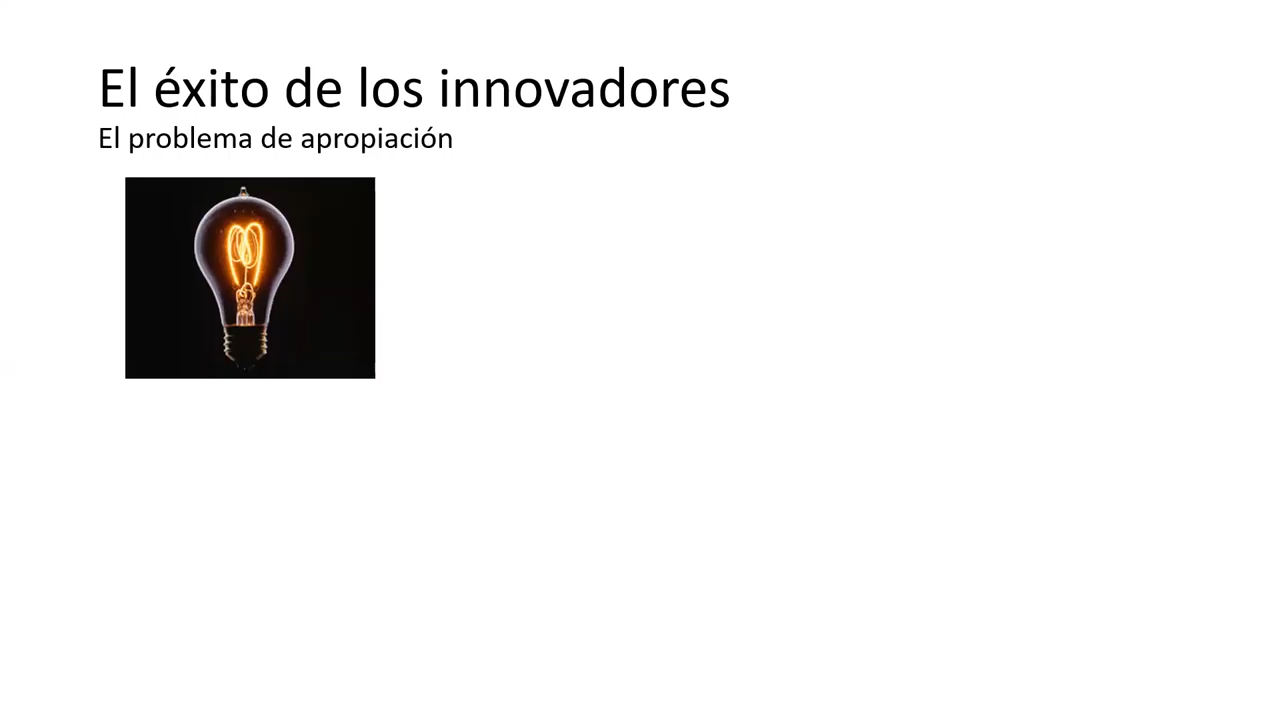 El éxito de los innovadores
El problema de apropiación